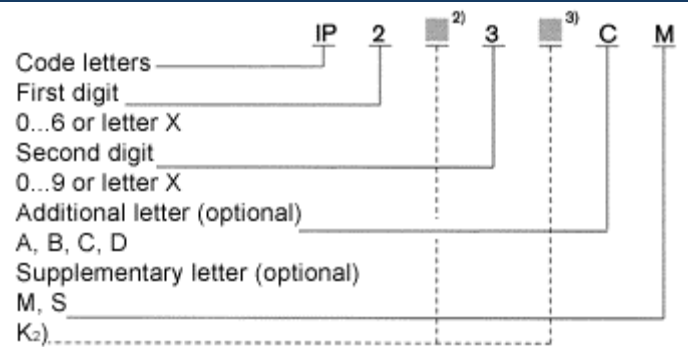 IP 2 2) 3 3) C M
Code letters
First digit
0...6 or letter X
Second digit
0...9 or letter X
Additional letter (optional)
A, B, C, D
Supplementary letter (optional)
M, S
K2)